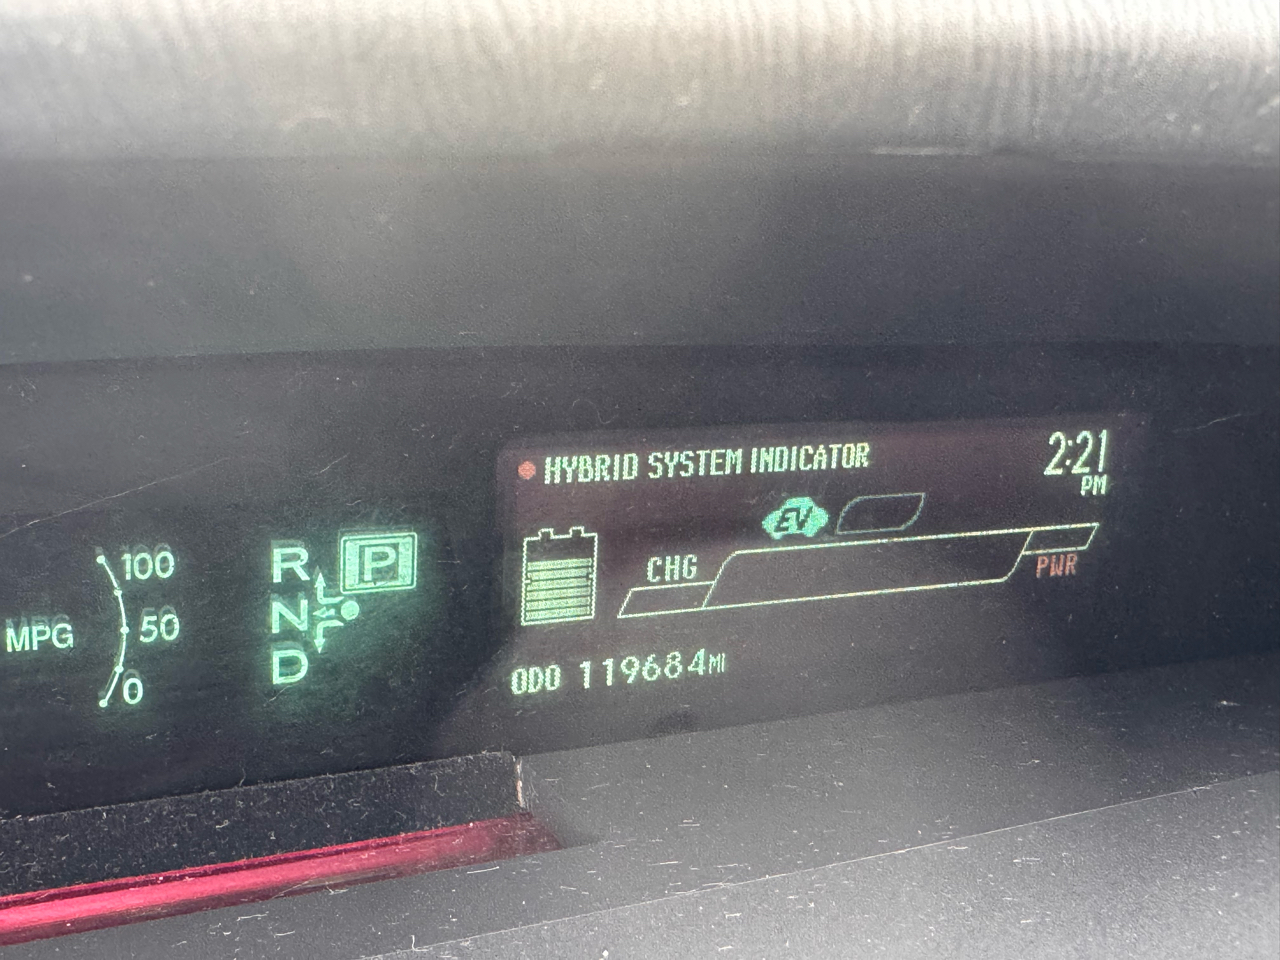 HYBRID SYSTEM INDICATOR
2:21
PM
EV
CHG
PWR
ODO 119684MI
MPG
100
50
0
R
P
N
D